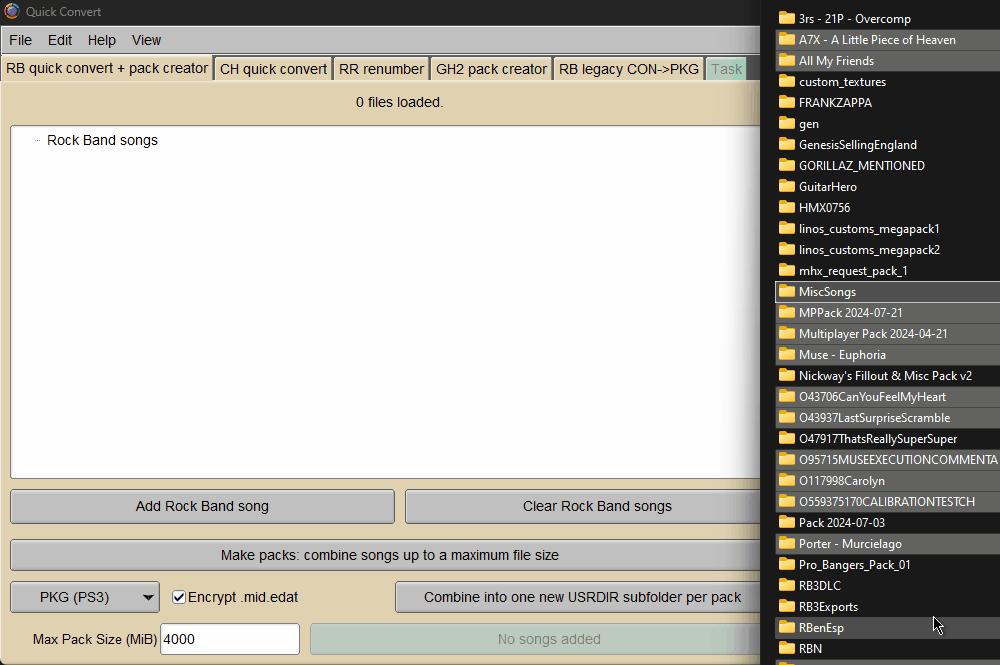 Quick Convert
File Edit Help View
RB quick convert + pack creator CH quick convert RR renumber GH2 pack creator RB legacy CON->PKG Task
0 files loaded.
Rock Band songs
Add Rock Band song Clear Rock Band songs
Make packs: combine songs up to a maximum file size
PKG (PS3) Encrypt .mid.edat Combine into one new USRDIR subfolder per pack
Max Pack Size (MiB) 4000 No songs added
3rs - 21P - Overcomp
A7X - A Little Piece of Heaven
All My Friends
custom_textures
FRANKZAPPA
gen
GenesisSellingEngland
GORILLAZ_MENTIONED
GuitarHero
HMX0756
linos_customs_megapack1
linos_customs_megapack2
mhx_request_pack_1
MiscSongs
MPPack 2024-07-21
Multiplayer Pack 2024-04-21
Muse - Euphoria
Nickway's Fillout & Misc Pack v2
O43706CanYouFeelMyHeart
O43937LastSurpriseScramble
O47917ThatsReallySuperSuper
O95715MUSEEXECUTIONCOMMENTA
O117998Carolyn
O559375170CALIBRATIONTESTCH
Pack 2024-07-03
Porter - Murcielago
Pro_Bangers_Pack_01
RB3DLC
RB3Exports
RBenEsp
RBN